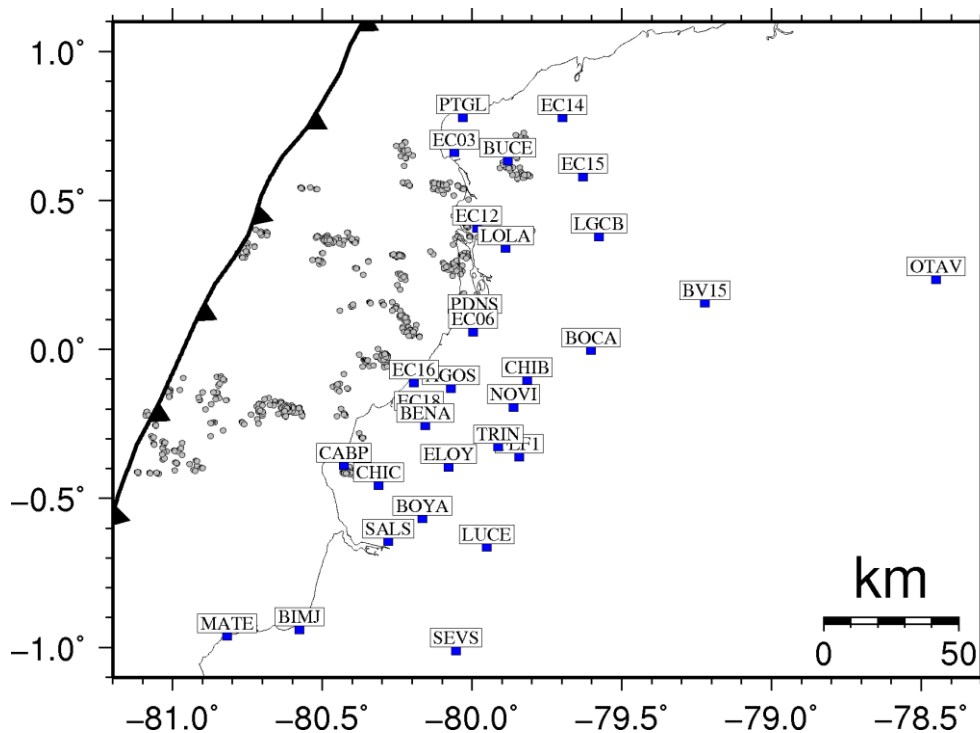 1.0°
PTGL
EC14
EC03
BUCE
EC15
0.5°
EC12
LGCB
LOLA
OTAV
BV15
PDNS
EC06
0.0°
BOCA
EC16
AGOS
CHIB
EC18
NOVI
BENA
TRIN
CABP
ELOY
CHIC
−0.5°
BOYA
SALS
LUCE
km
MATE
BIMJ
SEVS
−1.0°
0 50
−81.0° −80.5° −80.0° −79.5° −79.0° −78.5°